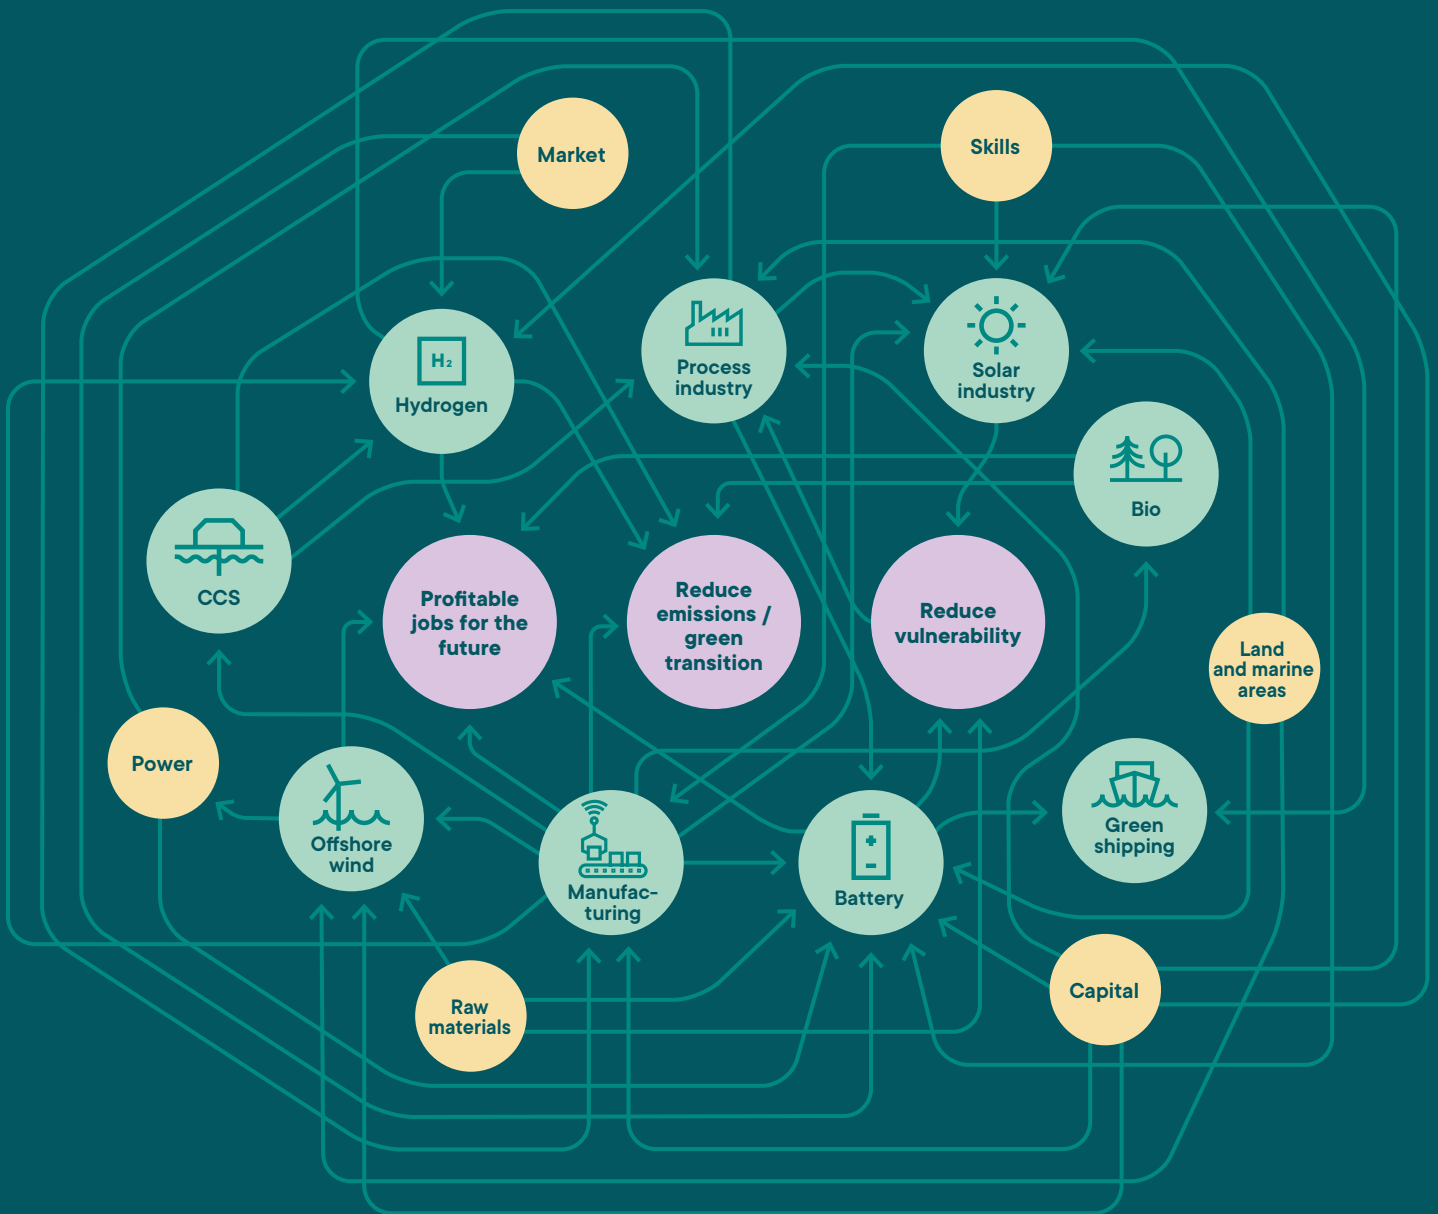 Market
Skills
H₂
Hydrogen
Process
industry
Solar
industry
Bio
CCS
Profitable
jobs for the
future
Reduce
emissions /
green
transition
Reduce
vulnerability
Land
and marine
areas
Power
Offshore
wind
Manufac-
turing
Battery
Green
shipping
Raw
materials
Capital